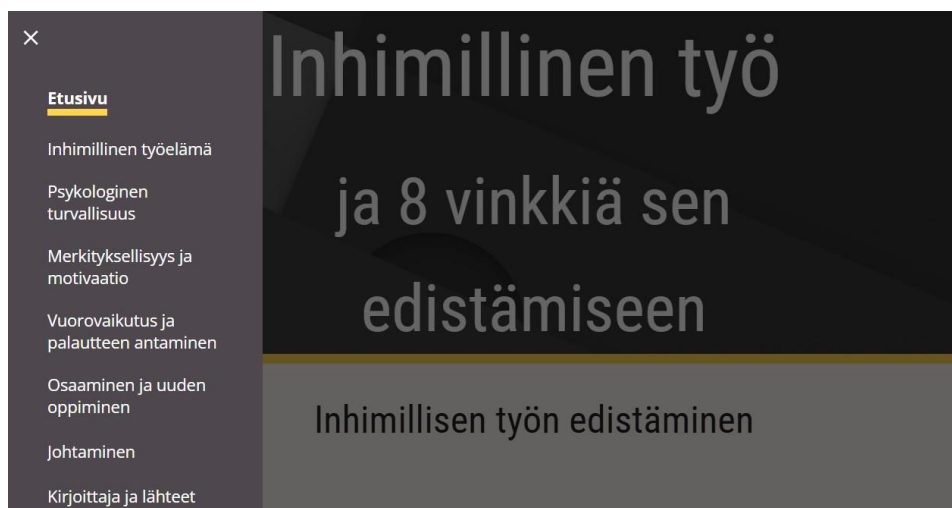 Etusivu
Inhimillinen työelämä
Psykologinen
turvallisuus
Merkityksellisyys ja
motivaatio
Vuorovaikutus ja
palautteen antaminen
Osaaminen ja uuden
oppiminen
Johtaminen
Kirjoittaja ja lähteet
Inhimillinen työ
ja 8 vinkkiä sen
edistämiseen
Inhimillisen työn edistäminen